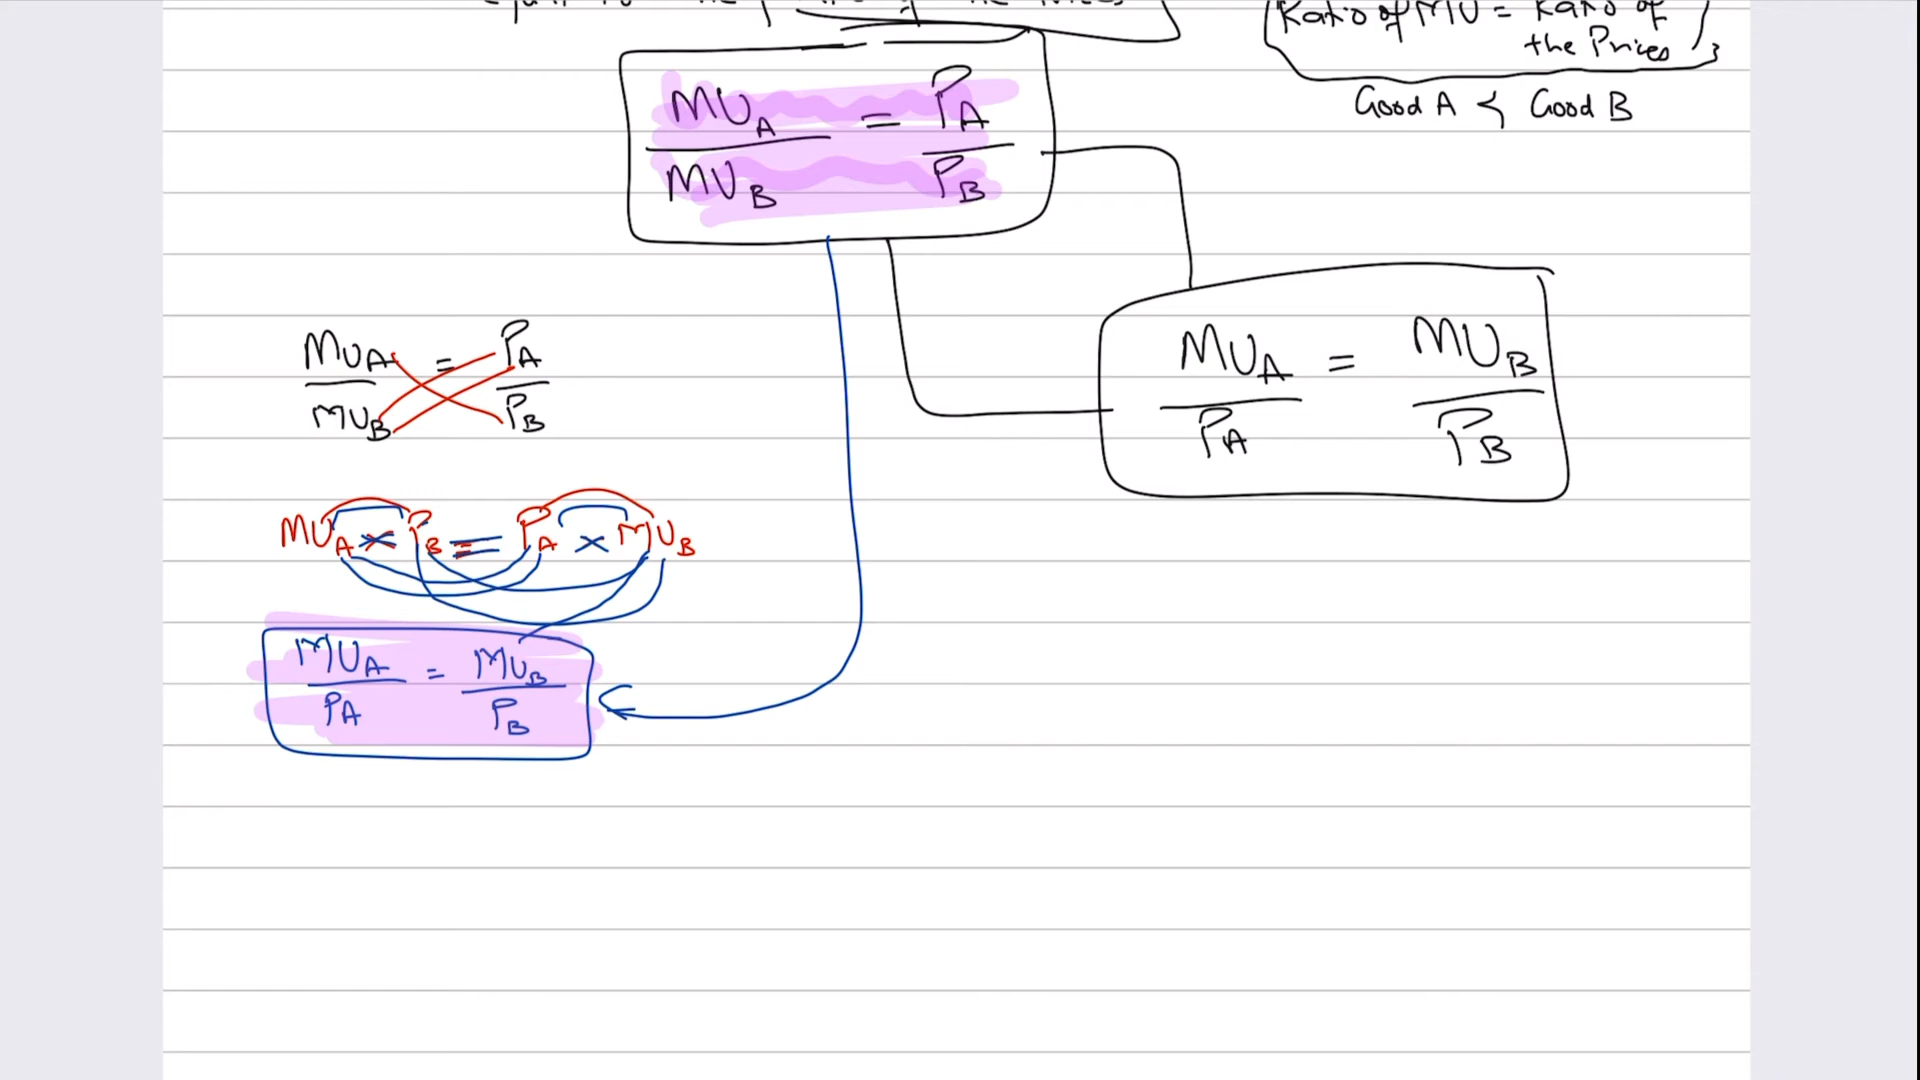 Ratio of MU = Ratio of
the Prices
Good A < Good B
MU_A / MU_B = P_A / P_B
MU_A / P_A = MU_B / P_B
MU_A / MU_B = P_A / P_B
MU_A × P_B = P_A × MU_B
MU_A / P_A = MU_B / P_B